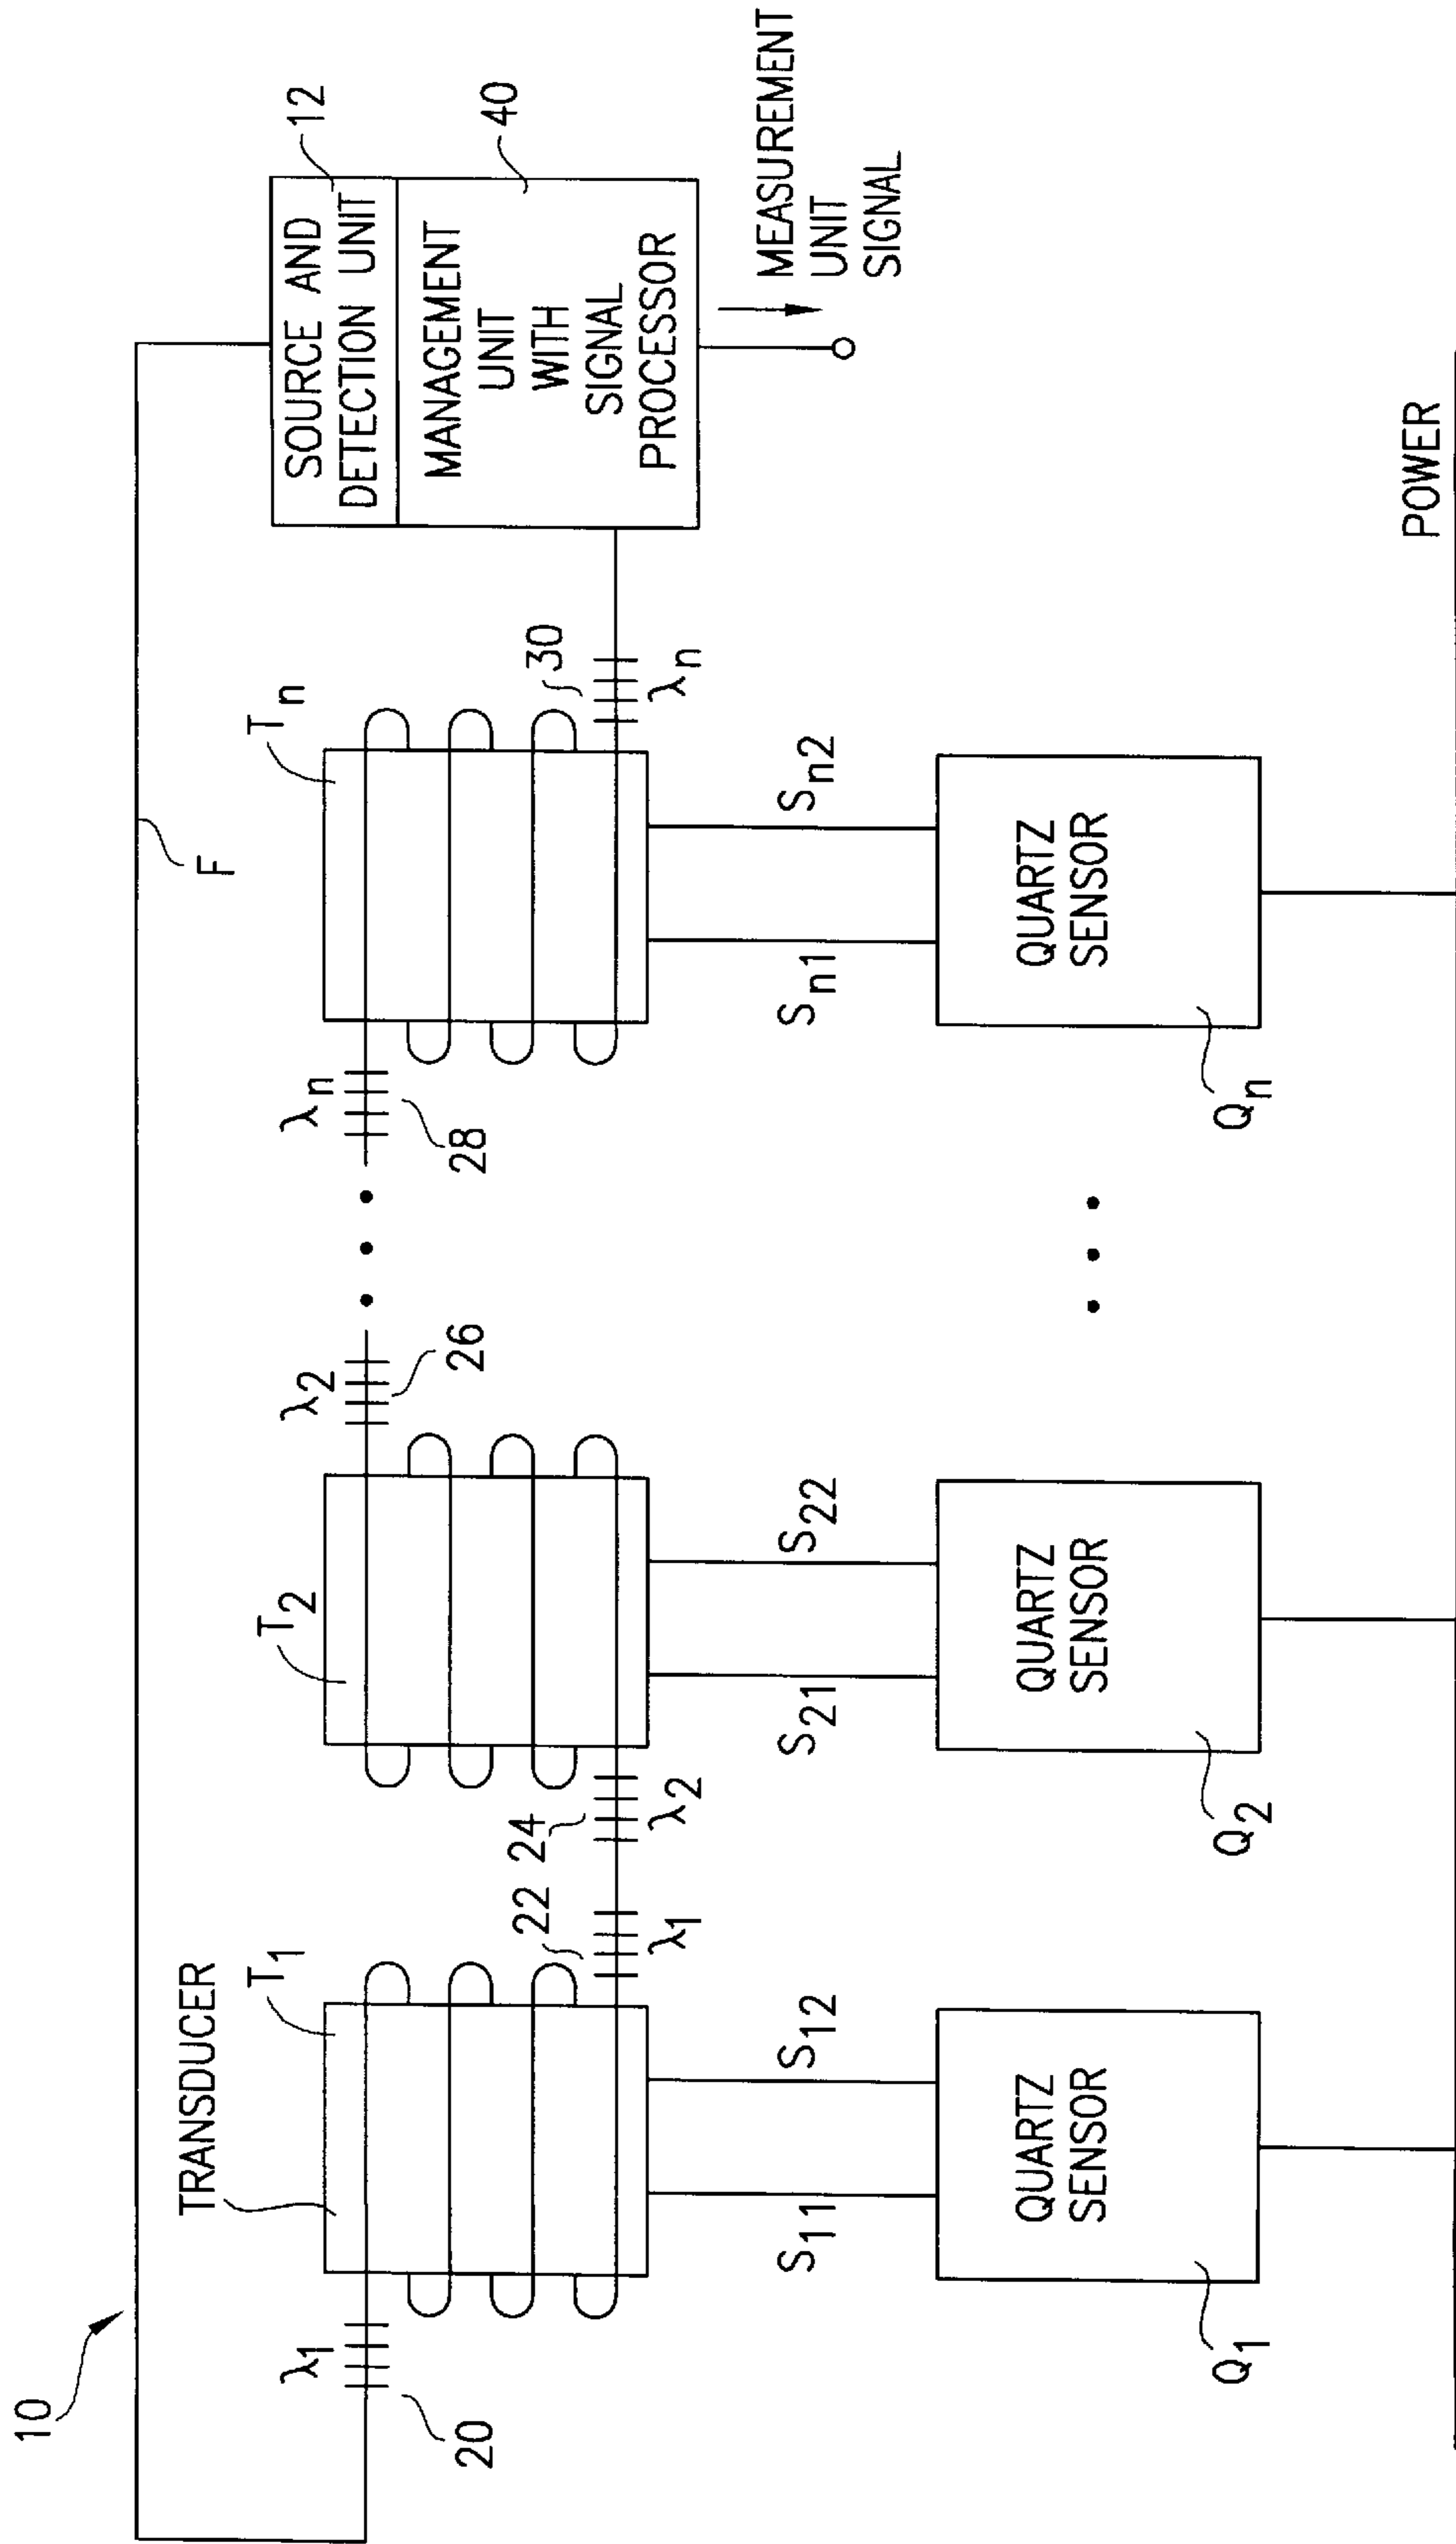 10
F
TRANSDUCER
T1
T2
Tn
SOURCE AND
DETECTION UNIT
12
MANAGEMENT
UNIT
WITH
SIGNAL
PROCESSOR
40
MEASUREMENT
UNIT
SIGNAL
λ1
20
22
λ1
24
λ2
λ2
26
λn
28
30
λn
S11
S12
S21
S22
Sn1
Sn2
QUARTZ
SENSOR
Q1
QUARTZ
SENSOR
Q2
QUARTZ
SENSOR
Qn
POWER